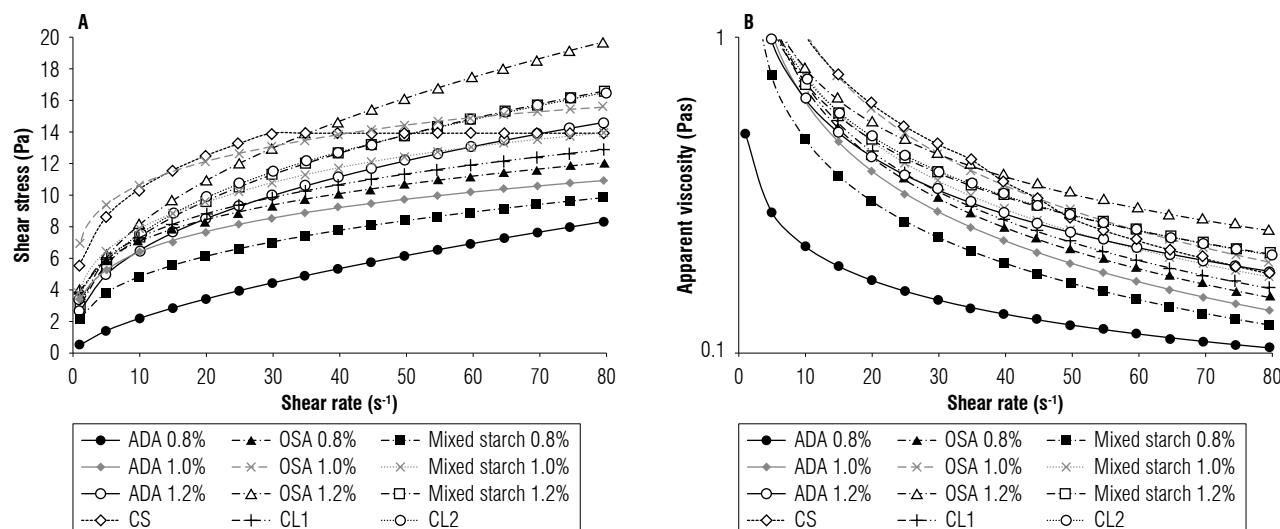 A
Shear stress (Pa)
20
18
16
14
12
10
8
6
4
2
0
0 10 20 30 40 50 60 70 80
Shear rate (s⁻¹)
ADA 0.8% OSA 0.8% Mixed starch 0.8%
ADA 1.0% OSA 1.0% Mixed starch 1.0%
ADA 1.2% OSA 1.2% Mixed starch 1.2%
CS CL1 CL2
B
Apparent viscosity (Pas)
1
0.1
0 10 20 30 40 50 60 70 80
Shear rate (s⁻¹)
ADA 0.8% OSA 0.8% Mixed starch 0.8%
ADA 1.0% OSA 1.0% Mixed starch 1.0%
ADA 1.2% OSA 1.2% Mixed starch 1.2%
CS CL1 CL2